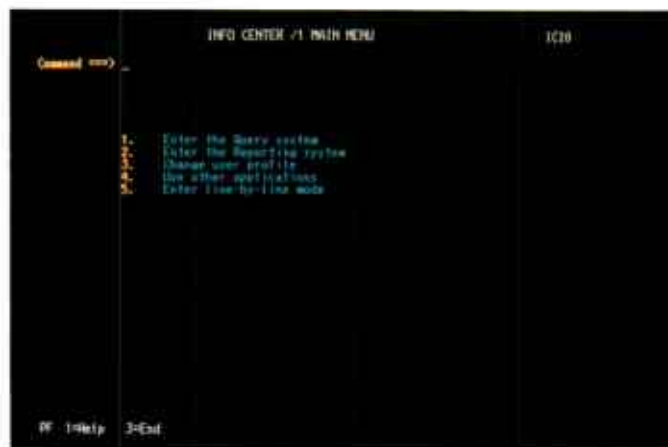 INFO CENTER /1 MAIN MENU IC10
Command ===> _
1. Enter the Query system
2. Enter the Reporting system
3. Change user profile
4. Use other applications
5. Enter line-by-line mode
PF 1=Help 3=End